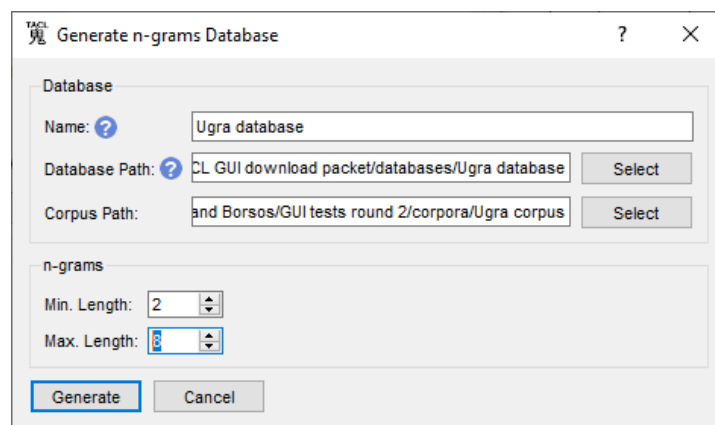 TACL
鬼 Generate n-grams Database ? ×
Database
Name: ? Ugra database
Database Path: ? CL GUI download packet/databases/Ugra database Select
Corpus Path: and Borsos/GUI tests round 2/corpora/Ugra corpus Select
n-grams
Min. Length: 2
Max. Length: 8
Generate Cancel